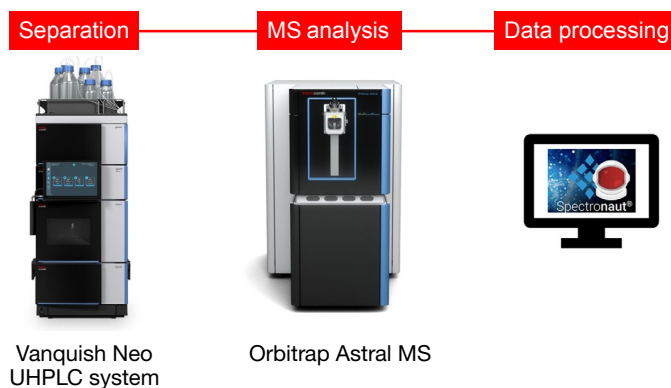 Separation
MS analysis
Data processing
Spectronaut®
Vanquish Neo
UHPLC system
Orbitrap Astral MS